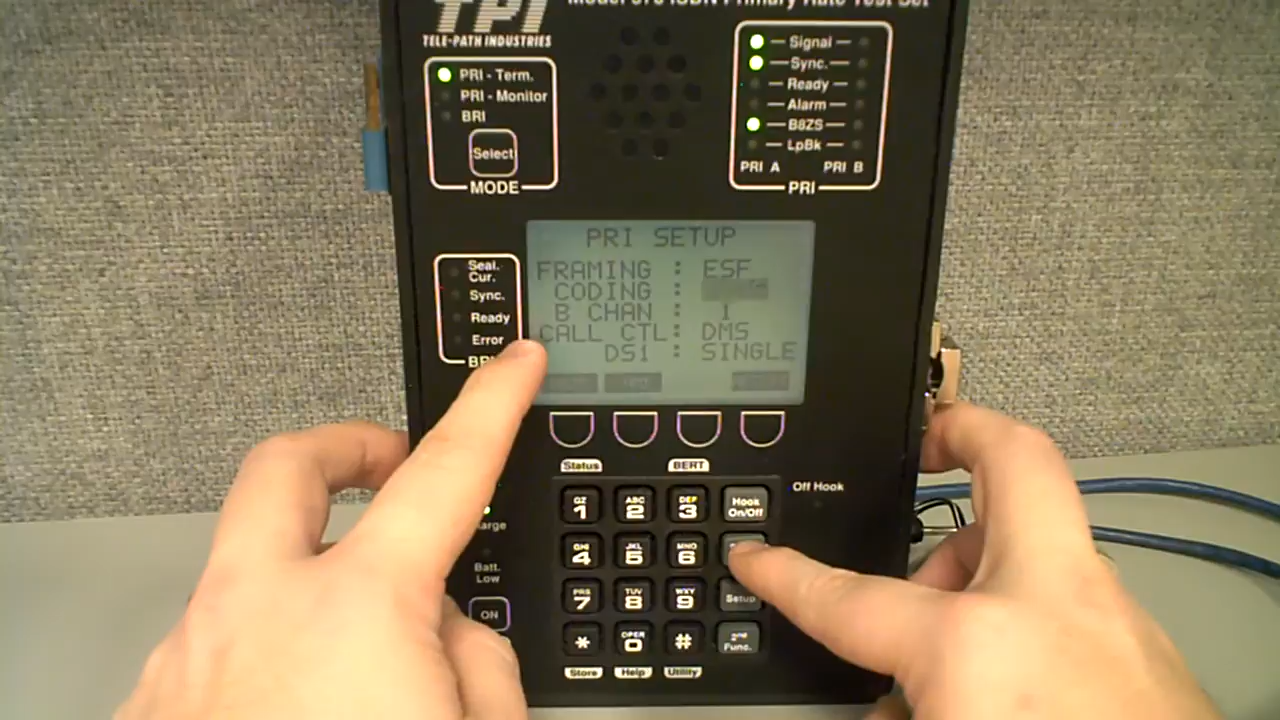 TPI
TELE-PATH INDUSTRIES
ISDN Primary Rate Test Set
PRI - Term.
PRI - Monitor
BRI
Select
MODE
Signal
Sync.
Ready
Alarm
B8ZS
LpBk
PRI A PRI B
PRI
Seal.
Cur.
Sync.
Ready
Error
PRI SETUP
FRAMING : ESF
CODING :
B CHAN : 1
CALL CTL: DMS
DS1 : SINGLE
Status
BERT
Off Hook
QZ
1
ABC
2
DEF
3
Hook
On/Off
GHI
4
JKL
5
MNO
6
PRS
7
TUV
8
WXY
9
Setup
*
OPER
0
#
2nd
Func.
Store
Help
Utility
Batt.
Low
ON